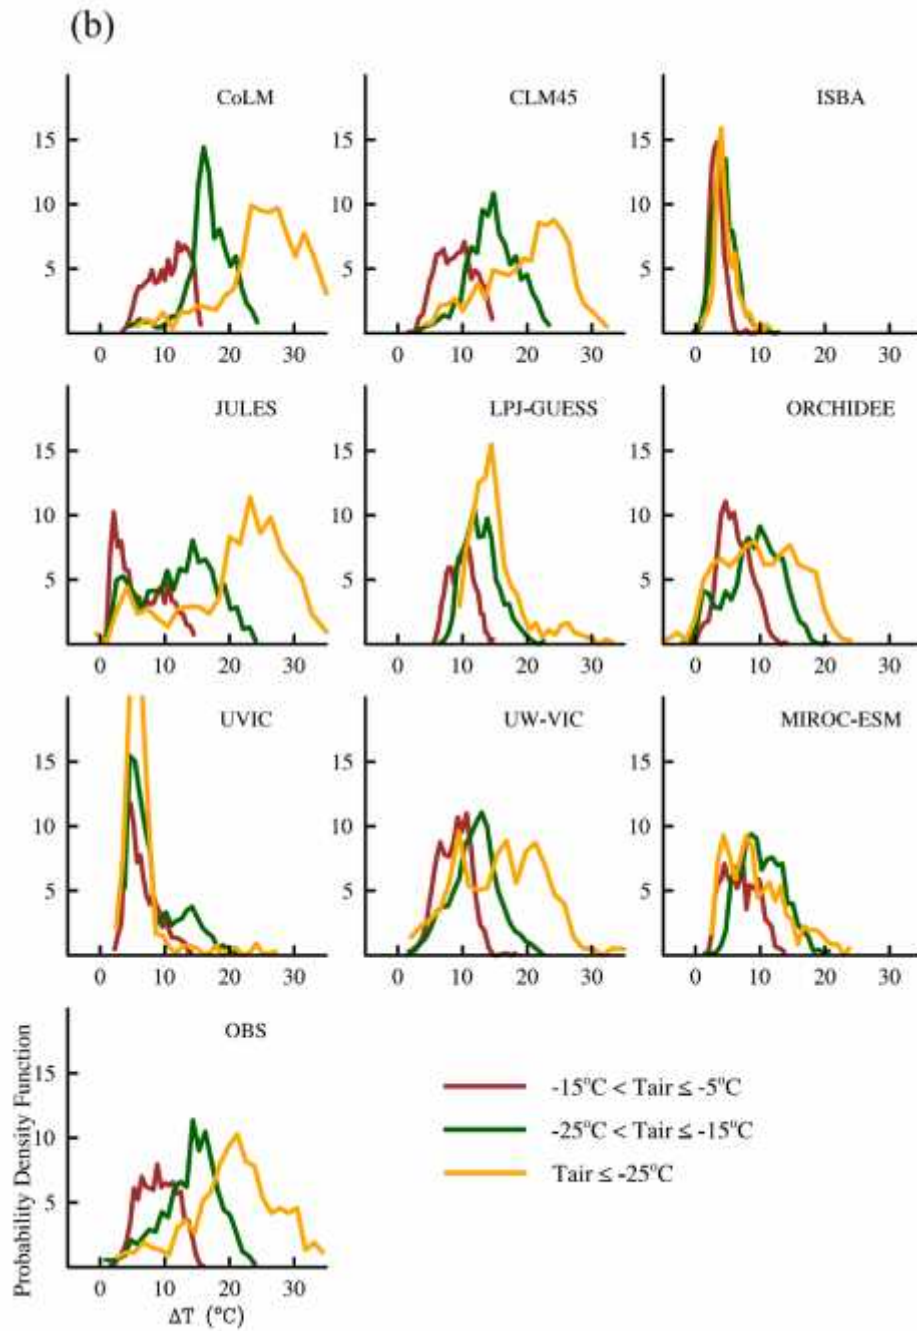 (b)
CoLM CLM45 ISBA
15 15 15
10 10 10
5 5 5
0 10 20 30 0 10 20 30 0 10 20 30
JULES LPJ-GUESS ORCHIDEE
15 15 15
10 10 10
5 5 5
0 10 20 30 0 10 20 30 0 10 20 30
UVIC UW-VIC MIROC-ESM
15 15 15
10 10 10
5 5 5
0 10 20 30 0 10 20 30 0 10 20 30
OBS
Probability Density Function
15
10
5
0 10 20 30
ΔT (°C)
-15°C < Tair ≤ -5°C
-25°C < Tair ≤ -15°C
Tair ≤ -25°C